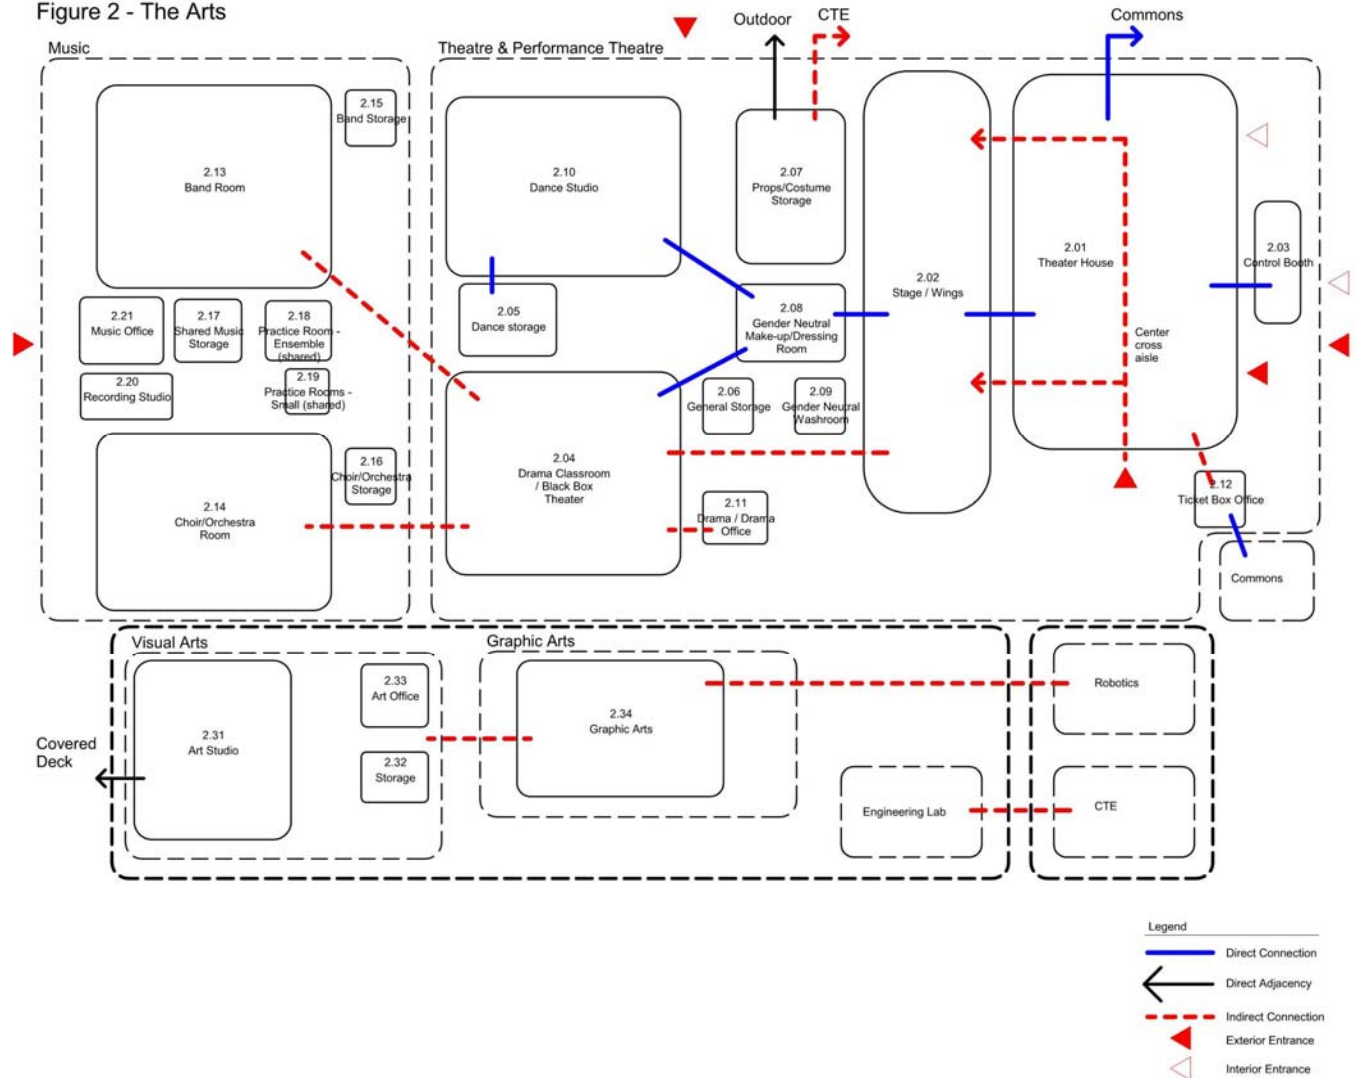 Figure 2 - The Arts
Outdoor
CTE
Commons
Music
Theatre & Performance Theatre
2.13
Band Room
2.15
Band Storage
2.21
Music Office
2.17
Shared Music
Storage
2.18
Practice Room -
Ensemble
(shared)
2.20
Recording Studio
2.19
Practice Rooms -
Small (shared)
2.16
Choir/Orchestra
Storage
2.14
Choir/Orchestra
Room
2.10
Dance Studio
2.05
Dance storage
2.04
Drama Classroom
/ Black Box
Theater
2.07
Props/Costume
Storage
2.08
Gender Neutral
Make-up/Dressing
Room
2.06
General Storage
2.09
Gender Neutral
Washroom
2.11
Drama / Drama
Office
2.02
Stage / Wings
2.01
Theater House
Center
cross
aisle
2.03
Control Booth
2.12
Ticket Box Office
Commons
Visual Arts
2.31
Art Studio
2.33
Art Office
2.32
Storage
Covered
Deck
Graphic Arts
2.34
Graphic Arts
Engineering Lab
Robotics
CTE
Legend
Direct Connection
Direct Adjacency
Indirect Connection
Exterior Entrance
Interior Entrance